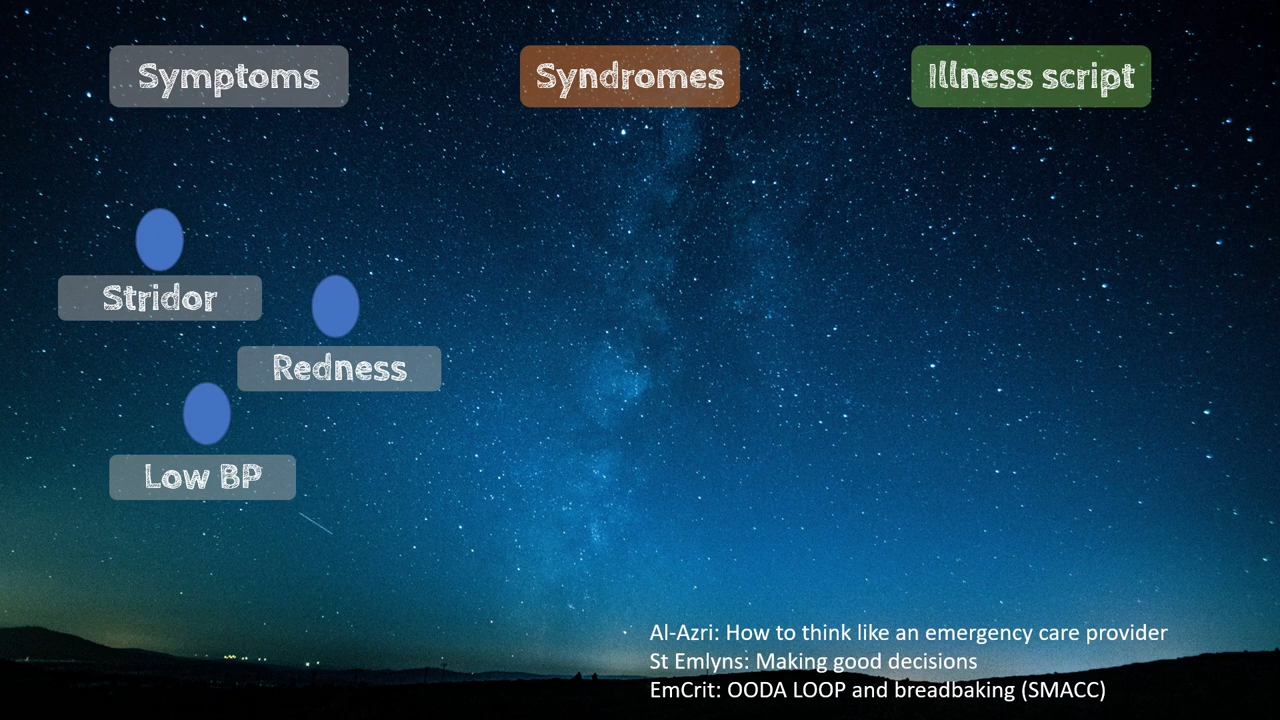 Symptoms
Syndromes
Illness script
Stridor
Redness
Low BP
Al-Azri: How to think like an emergency care provider
St Emlyns: Making good decisions
EmCrit: OODA LOOP and breadbaking (SMACC)